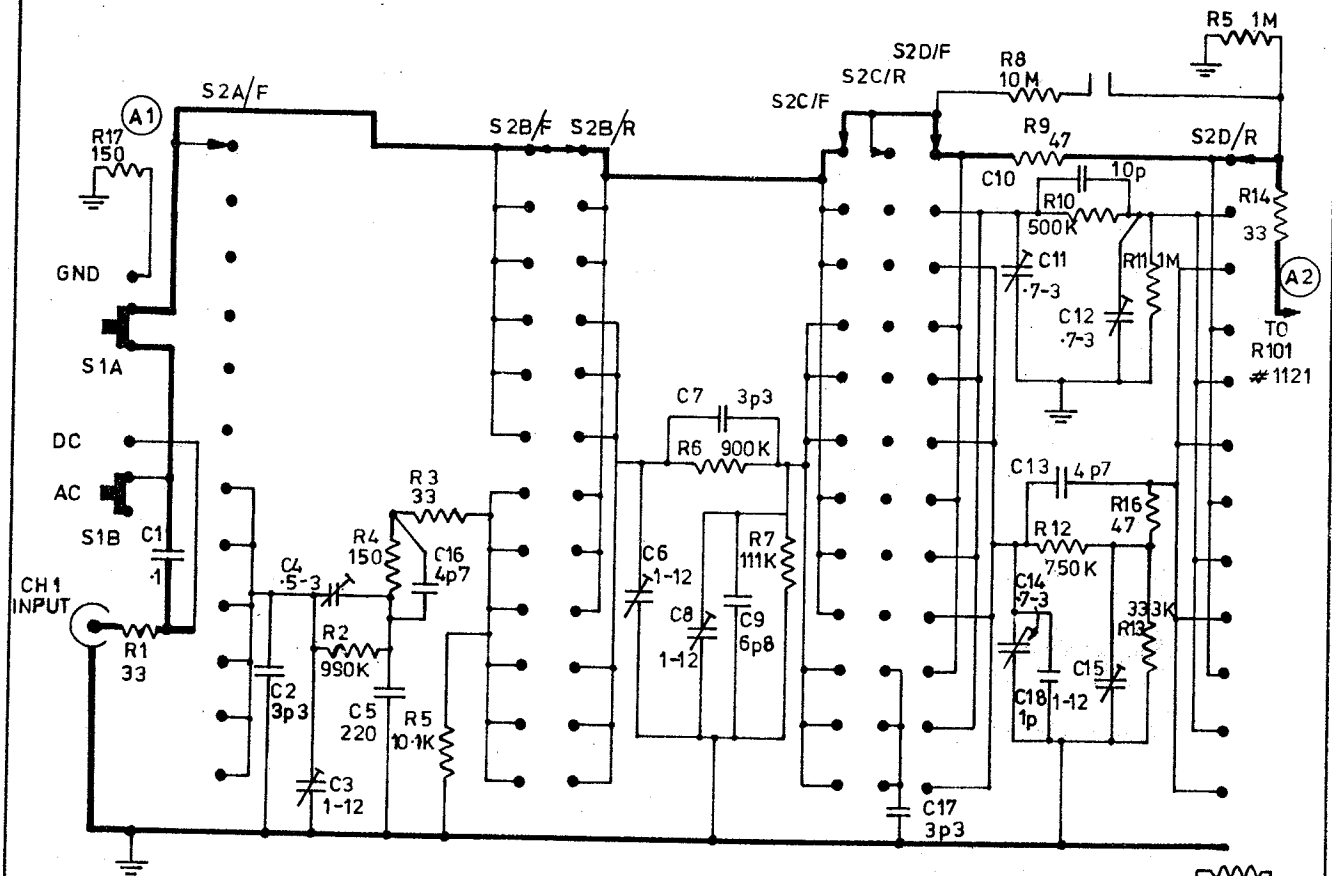 R5 1M
S2D/F
R8
10M
S2C/R
S2A/F
S2C/F
A1
R17
150
S2B/F
S2B/R
R9
47
S2D/R
C10
10p
R14
33
R10
500K
GND
C11
·7-3
R11 1M
A2
C12
·7-3
TO
R101
#1121
S1A
C7
3p3
DC
R6
900K
C13
4p7
AC
R3
33
R16
47
S1B
C1
·1
R4
150
C16
4p7
R7
111K
R12
750K
C4
·5-3
C6
1-12
C14
·7-3
CH1
INPUT
C8
1-12
C9
6p8
33·3K
R13
R1
33
R2
990K
C2
3p3
C5
220
R5
10·1K
C18
1p
1-12
C15
C3
1-12
C17
3p3